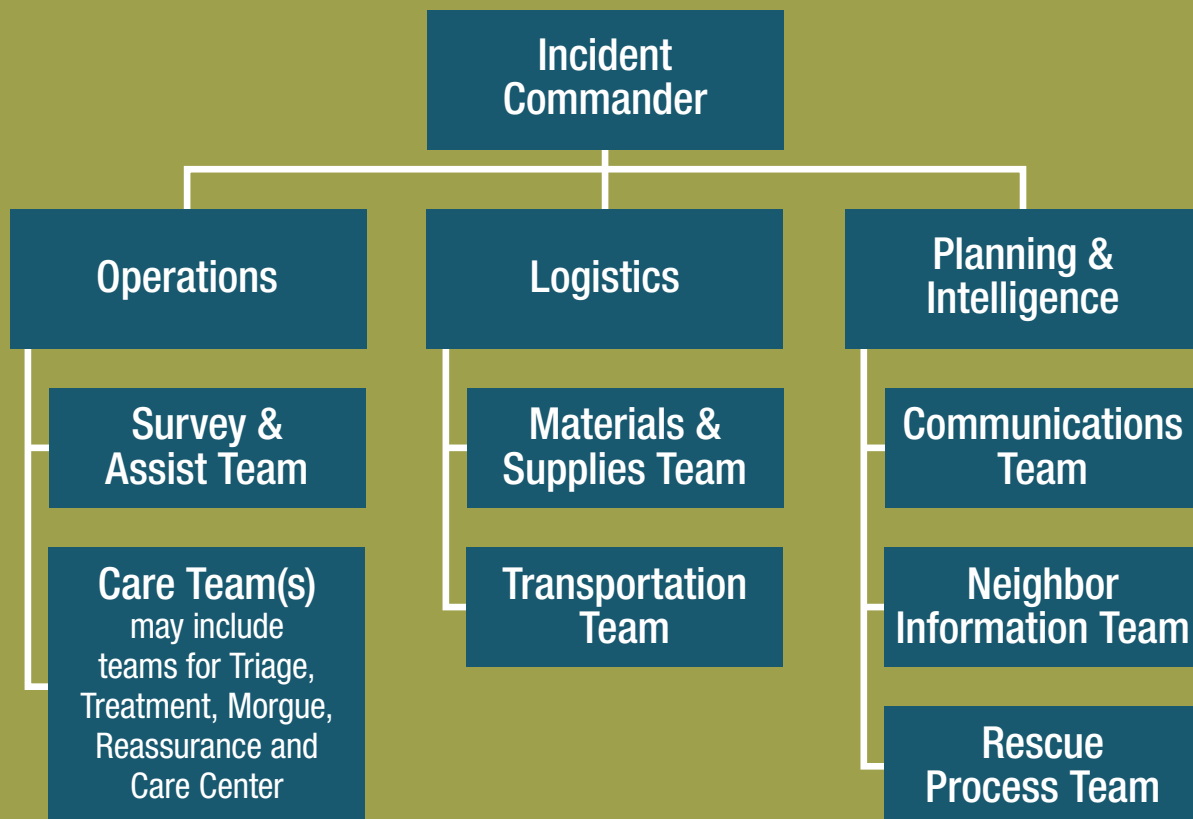 Incident
Commander
Operations
Logistics
Planning &
Intelligence
Survey &
Assist Team
Care Team(s)
may include
teams for Triage,
Treatment, Morgue,
Reassurance and
Care Center
Materials &
Supplies Team
Transportation
Team
Communications
Team
Neighbor
Information Team
Rescue
Process Team